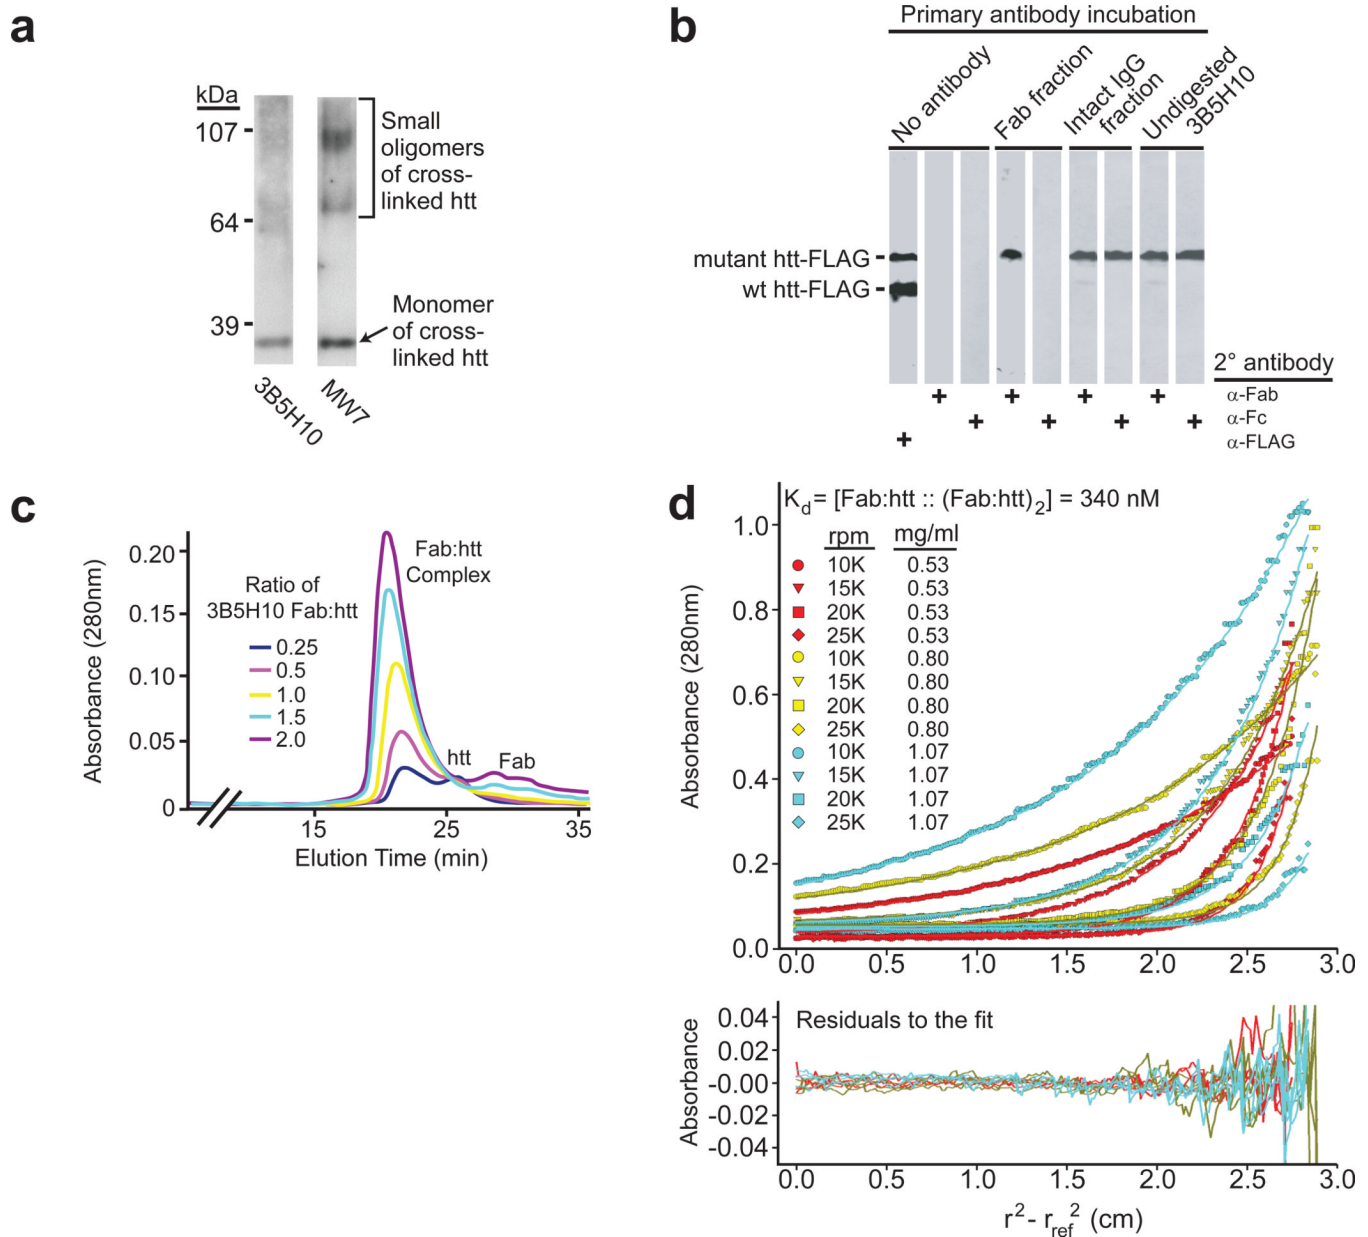 a
kDa
107
64
39
Small
oligomers
of cross-
linked htt
Monomer
of cross-
linked htt
3B5H10
MW7
b
Primary antibody incubation
No antibody
Fab fraction
Intact IgG
fraction
Undigested
3B5H10
mutant htt-FLAG
wt htt-FLAG
2° antibody
+ + + + α-Fab
+ + + + α-Fc
+ α-FLAG
c
Absorbance (280nm)
0.20
0.15
0.10
0.05
0
Ratio of
3B5H10 Fab:htt
0.25
0.5
1.0
1.5
2.0
Fab:htt
Complex
htt
Fab
15
25
35
Elution Time (min)
d
K_d = [Fab:htt :: (Fab:htt)_2] = 340 nM
rpm mg/ml
10K 0.53
15K 0.53
20K 0.53
25K 0.53
10K 0.80
15K 0.80
20K 0.80
25K 0.80
10K 1.07
15K 1.07
20K 1.07
25K 1.07
Absorbance (280nm)
1.0
0.8
0.6
0.4
0.2
0.0
0.0 0.5 1.0 1.5 2.0 2.5 3.0
Residuals to the fit
Absorbance
0.04
0.02
-0.00
-0.02
-0.04
0.0 0.5 1.0 1.5 2.0 2.5 3.0
r² - r_ref² (cm)